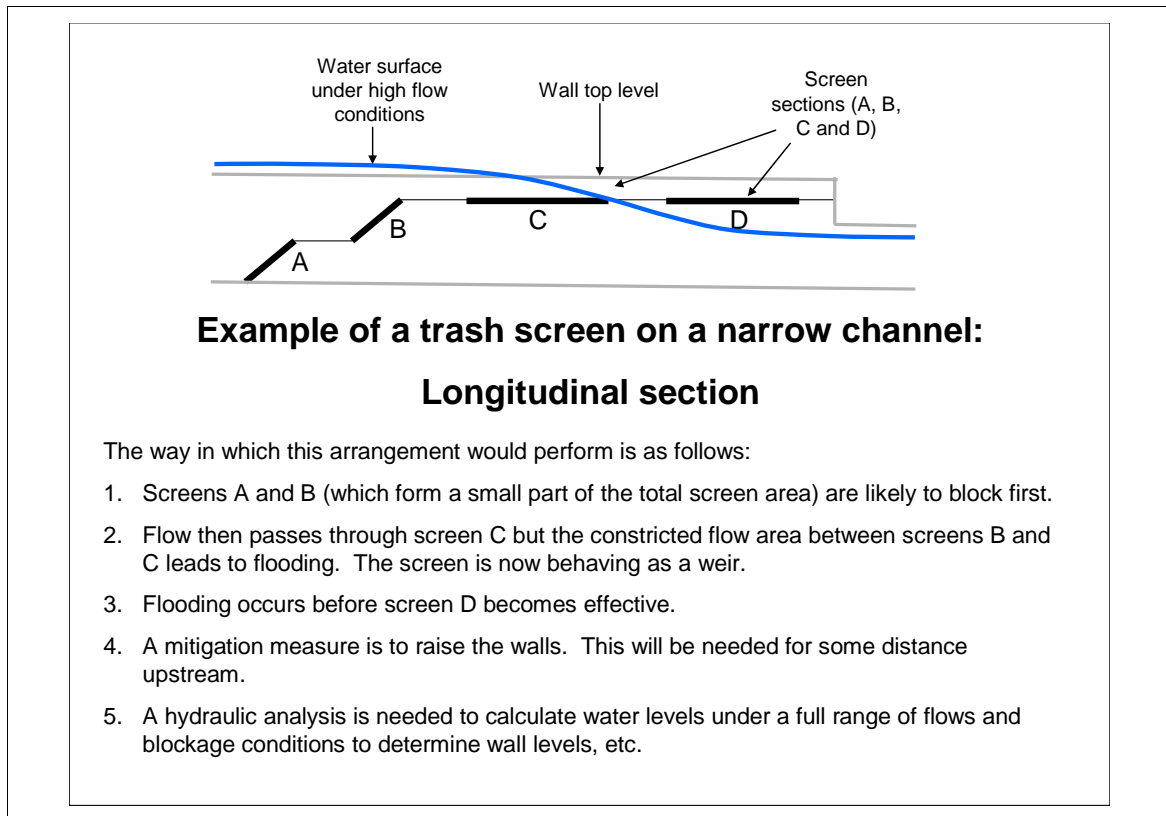 Water surface
under high flow
conditions
Wall top level
Screen
sections (A, B,
C and D)
A
B
C
D
Example of a trash screen on a narrow channel:
Longitudinal section
The way in which this arrangement would perform is as follows:
1. Screens A and B (which form a small part of the total screen area) are likely to block first.
2. Flow then passes through screen C but the constricted flow area between screens B and
C leads to flooding. The screen is now behaving as a weir.
3. Flooding occurs before screen D becomes effective.
4. A mitigation measure is to raise the walls. This will be needed for some distance
upstream.
5. A hydraulic analysis is needed to calculate water levels under a full range of flows and
blockage conditions to determine wall levels, etc.